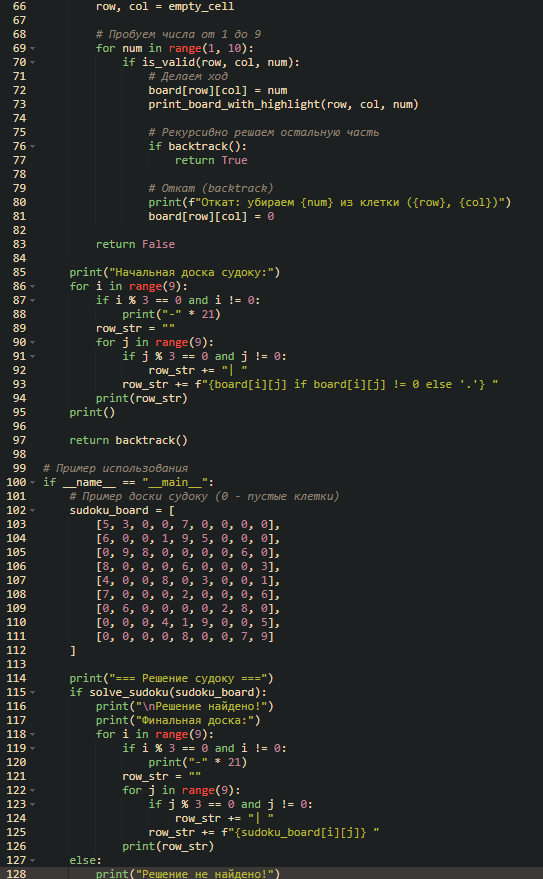 66 row, col = empty_cell
67
68 # Пробуем числа от 1 до 9
69 for num in range(1, 10):
70 if is_valid(row, col, num):
71 # Делаем ход
72 board[row][col] = num
73 print_board_with_highlight(row, col, num)
74
75 # Рекурсивно решаем остальную часть
76 if backtrack():
77 return True
78
79 # Откат (backtrack)
80 print(f"Откат: убираем {num} из клетки ({row}, {col})")
81 board[row][col] = 0
82
83 return False
84
85 print("Начальная доска судоку:")
86 for i in range(9):
87 if i % 3 == 0 and i != 0:
88 print("-" * 21)
89 row_str = ""
90 for j in range(9):
91 if j % 3 == 0 and j != 0:
92 row_str += "| "
93 row_str += f"{board[i][j] if board[i][j] != 0 else '.'} "
94 print(row_str)
95 print()
96
97 return backtrack()
98
99 # Пример использования
100 if __name__ == "__main__":
101 # Пример доски судоку (0 - пустые клетки)
102 sudoku_board = [
103 [5, 3, 0, 0, 7, 0, 0, 0, 0],
104 [6, 0, 0, 1, 9, 5, 0, 0, 0],
105 [0, 9, 8, 0, 0, 0, 0, 6, 0],
106 [8, 0, 0, 0, 6, 0, 0, 0, 3],
107 [4, 0, 0, 8, 0, 3, 0, 0, 1],
108 [7, 0, 0, 0, 2, 0, 0, 0, 6],
109 [0, 6, 0, 0, 0, 0, 2, 8, 0],
110 [0, 0, 0, 4, 1, 9, 0, 0, 5],
111 [0, 0, 0, 0, 8, 0, 0, 7, 9]
112 ]
113
114 print("=== Решение судоку ===")
115 if solve_sudoku(sudoku_board):
116 print("\nРешение найдено!")
117 print("Финальная доска:")
118 for i in range(9):
119 if i % 3 == 0 and i != 0:
120 print("-" * 21)
121 row_str = ""
122 for j in range(9):
123 if j % 3 == 0 and j != 0:
124 row_str += "| "
125 row_str += f"{sudoku_board[i][j]} "
126 print(row_str)
127 else:
128 print("Решение не найдено!")